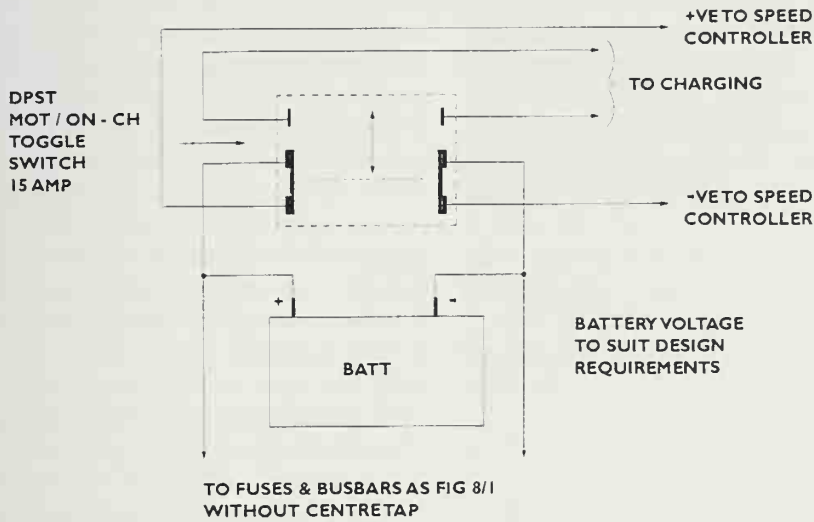 +VE TO SPEED
CONTROLLER
TO CHARGING
DPST
MOT / ON - CH
TOGGLE
SWITCH
15 AMP
-VE TO SPEED
CONTROLLER
+ -
BATTERY VOLTAGE
TO SUIT DESIGN
REQUIREMENTS
BATT
TO FUSES & BUSBARS AS FIG 8/1
WITHOUT CENTRETAP